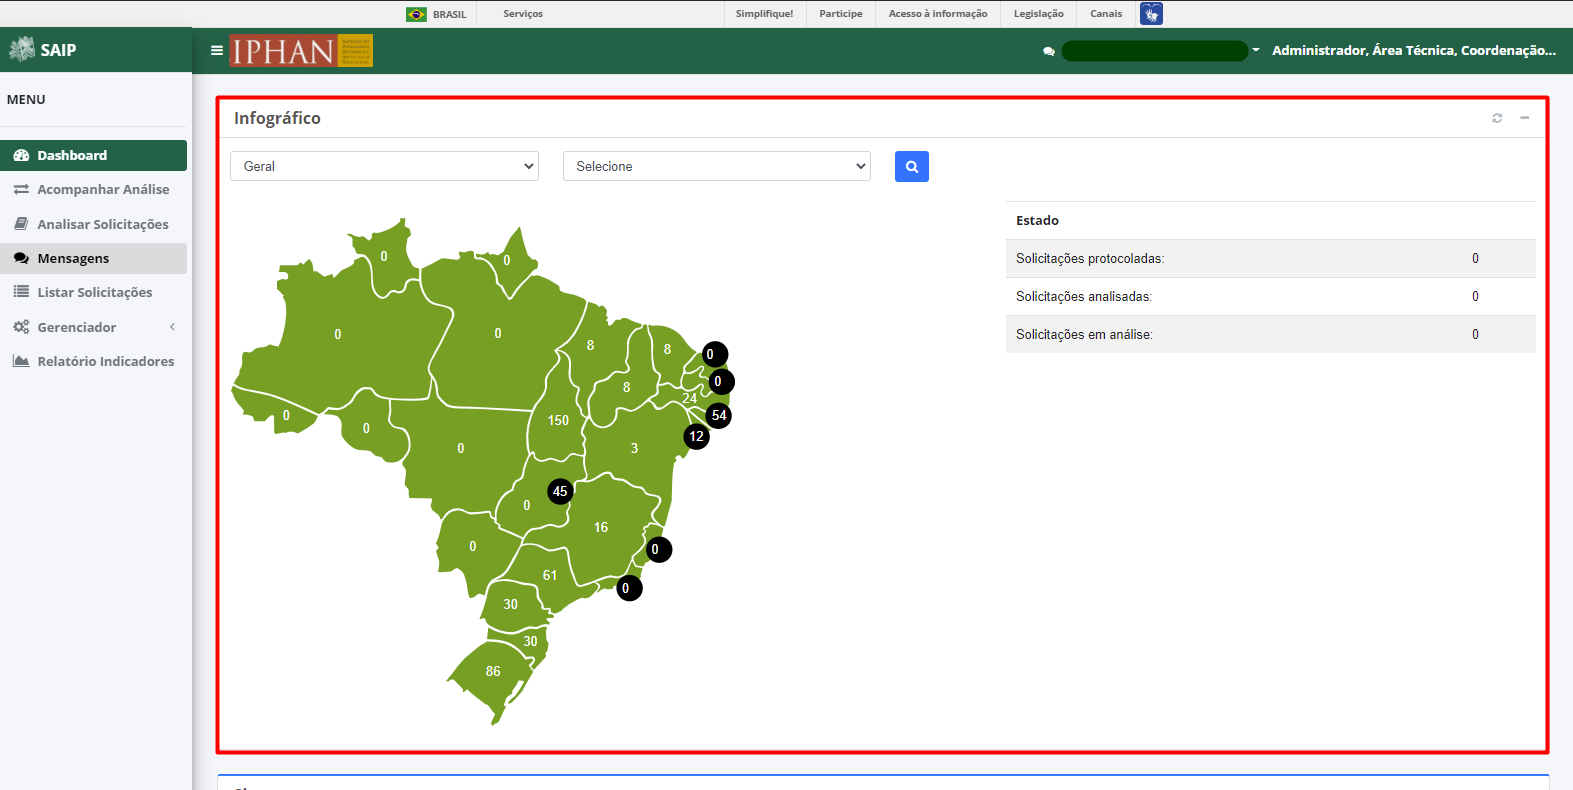 BRASIL Serviços Simplifique! Participe Acesso à informação Legislação Canais
SAIP
IPHAN
Administrador, Área Técnica, Coordenação...
MENU
Dashboard
Acompanhar Análise
Analisar Solicitações
Mensagens
Listar Solicitações
Gerenciador
Relatório Indicadores
Infográfico
Geral Selecione
0
0
0
0
8
8
0
0
8
24
54
0
0
150
12
0
3
45
0
16
0
0
61
0
30
30
86
Estado
Solicitações protocoladas: 0
Solicitações analisadas: 0
Solicitações em análise: 0